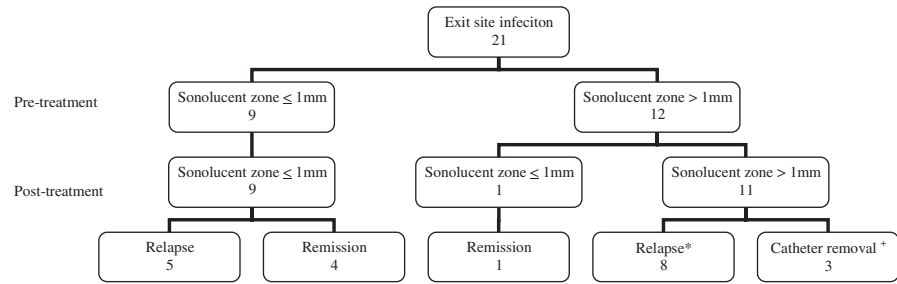 Exit site infeciton
21
Pre-treatment
Sonolucent zone ≤ 1mm
9
Sonolucent zone > 1mm
12
Post-treatment
Sonolucent zone ≤ 1mm
9
Sonolucent zone ≤ 1mm
1
Sonolucent zone > 1mm
11
Relapse
5
Remission
4
Remission
1
Relapse*
8
Catheter removal +
3